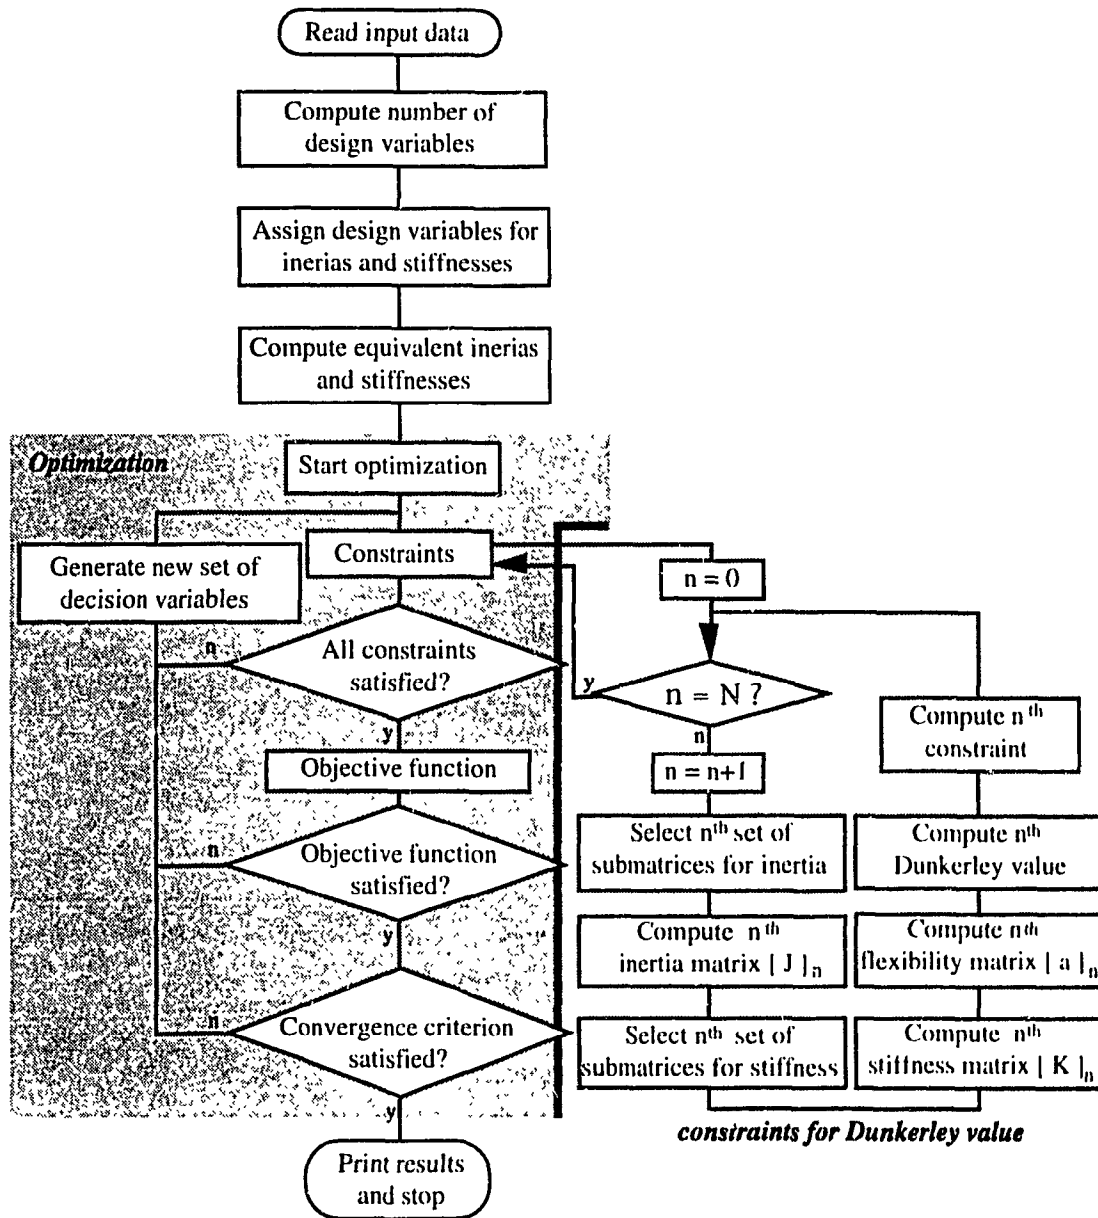 Read input data
Compute number of
design variables
Assign design variables for
inerias and stiffnesses
Compute equivalent inerias
and stiffnesses
Optimization
Start optimization
Generate new set of
decision variables
Constraints
n
All constraints
satisfied?
y
Objective function
n
Objective function
satisfied?
y
n
Convergence criterion
satisfied?
y
Print results
and stop
n = 0
y
n = N ?
n
n = n+1
Select nth set of
submatrices for inertia
Compute nth
inertia matrix [ J ]n
Select nth set of
submatrices for stiffness
Compute nth
stiffness matrix [ K ]n
Compute nth
flexibility matrix [ a ]n
Compute nth
Dunkerley value
Compute nth
constraint
constraints for Dunkerley value